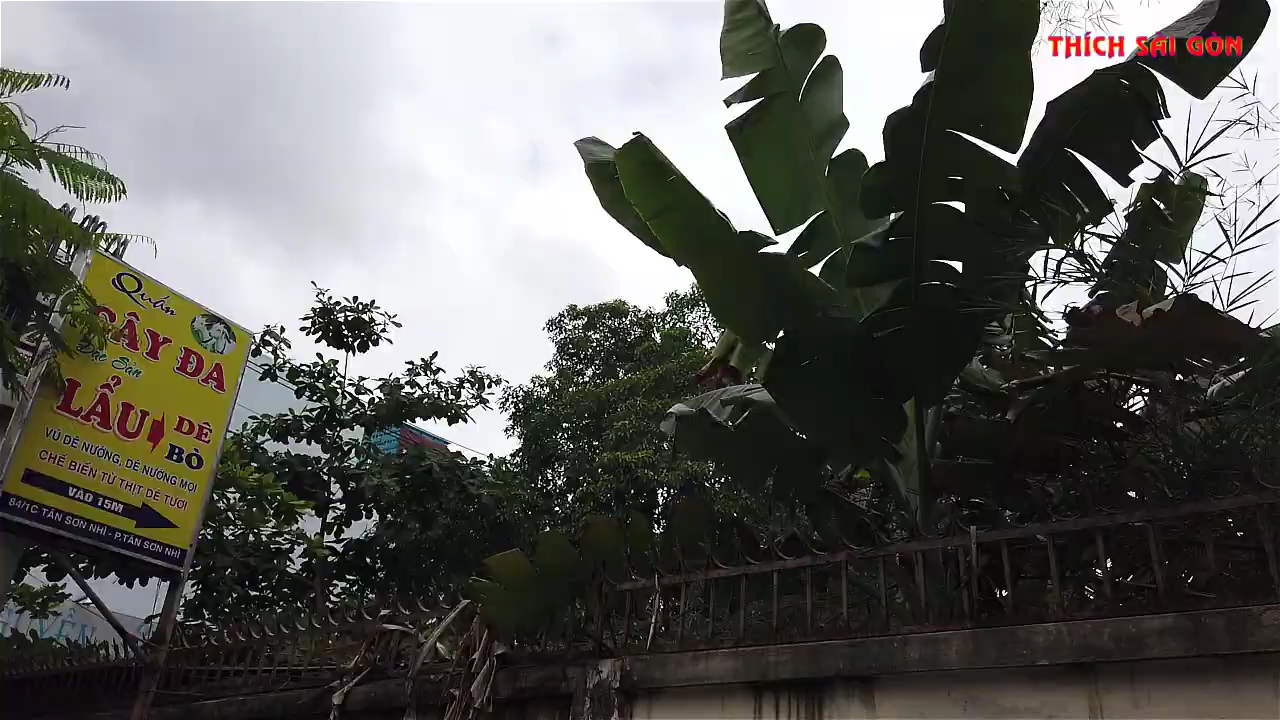 THÍCH SÀI GÒN
Quán
CÂY ĐA
Đặc Sản
LẨU DÊ
BÒ
VÚ DÊ NƯỚNG, DÊ NƯỚNG MỌI
CHẾ BIẾN TỪ THỊT DÊ TƯƠI
VÀO 15M
84/1C TÂN SƠN NHÌ - P.TÂN SƠN NHÌ